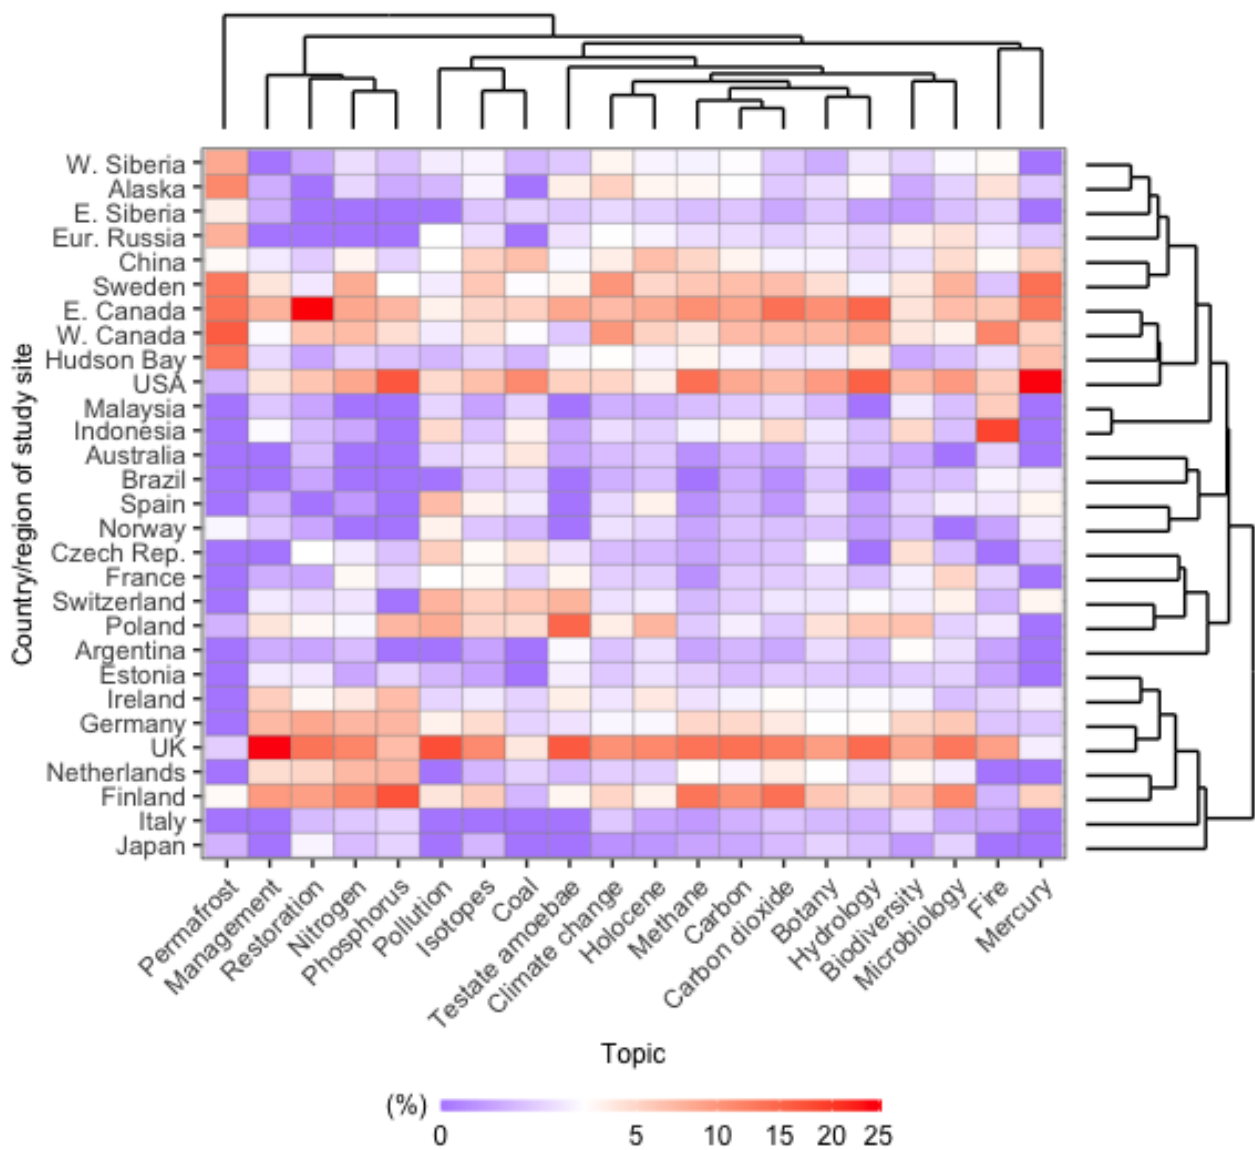 Country/region of study site
W. Siberia
Alaska
E. Siberia
Eur. Russia
China
Sweden
E. Canada
W. Canada
Hudson Bay
USA
Malaysia
Indonesia
Australia
Brazil
Spain
Norway
Czech Rep.
France
Switzerland
Poland
Argentina
Estonia
Ireland
Germany
UK
Netherlands
Finland
Italy
Japan
Permafrost
Management
Restoration
Nitrogen
Phosphorus
Pollution
Isotopes
Coal
Testate amoebae
Climate change
Holocene
Methane
Carbon
Carbon dioxide
Botany
Hydrology
Biodiversity
Microbiology
Fire
Mercury
Topic
(%)
0 5 10 15 20 25